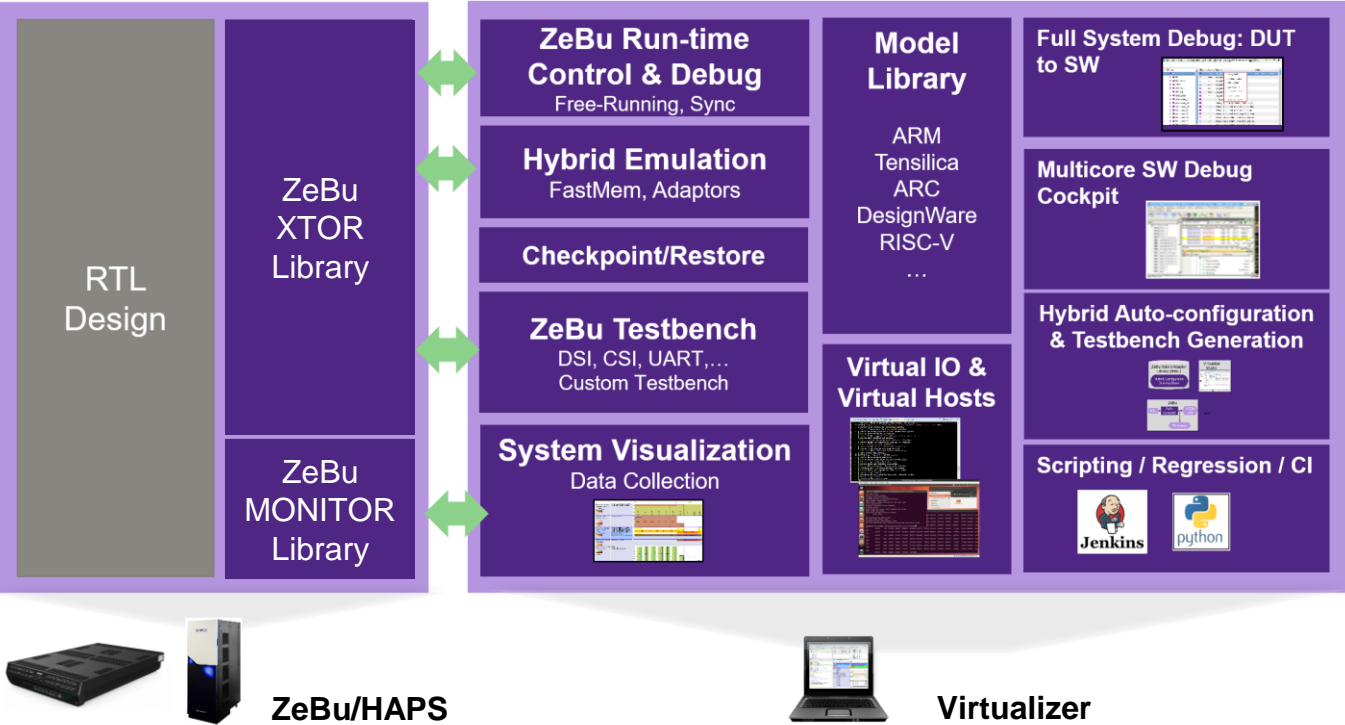 RTL
Design
ZeBu
XTOR
Library
ZeBu
MONITOR
Library
ZeBu Run-time
Control & Debug
Free-Running, Sync
Hybrid Emulation
FastMem, Adaptors
Checkpoint/Restore
ZeBu Testbench
DSI, CSI, UART,...
Custom Testbench
System Visualization
Data Collection
Model
Library
ARM
Tensilica
ARC
DesignWare
RISC-V
...
Virtual IO &
Virtual Hosts
Full System Debug: DUT
to SW
Multicore SW Debug
Cockpit
Hybrid Auto-configuration
& Testbench Generation
Scripting / Regression / CI
Jenkins
python
ZeBu/HAPS
Virtualizer